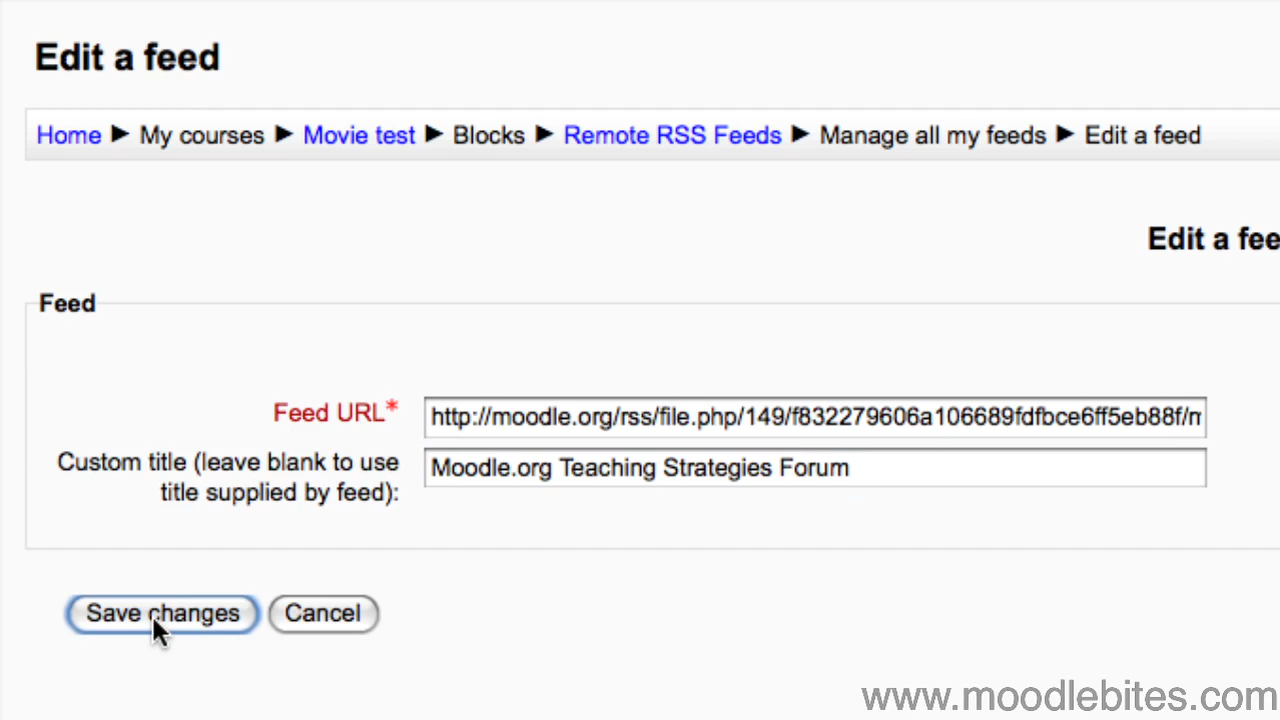 Edit a feed
Home ► My courses ► Movie test ► Blocks ► Remote RSS Feeds ► Manage all my feeds ► Edit a feed
Edit a fee
Feed
Feed URL*
http://moodle.org/rss/file.php/149/f832279606a106689fdfbce6ff5eb88f/m
Custom title (leave blank to use
title supplied by feed):
Moodle.org Teaching Strategies Forum
Save changes Cancel
www.moodlebites.com